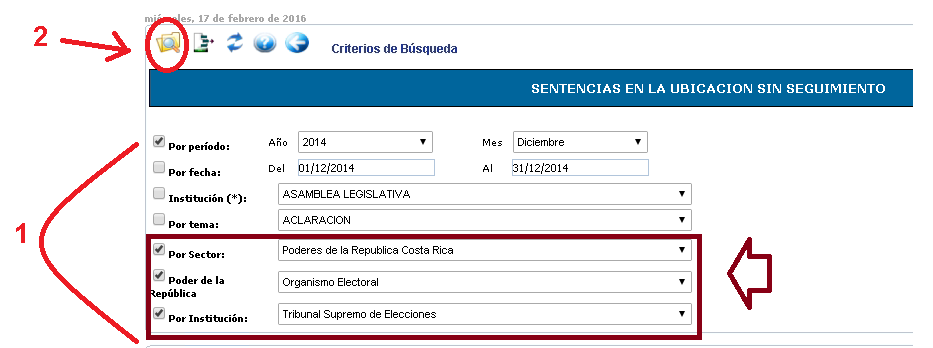 miércoles, 17 de febrero de 2016
2
Criterios de Búsqueda
SENTENCIAS EN LA UBICACION SIN SEGUIMIENTO
Por período: Año 2014 Mes Diciembre
Por fecha: Del 01/12/2014 Al 31/12/2014
Institución (*): ASAMBLEA LEGISLATIVA
Por tema: ACLARACION
1
Por Sector: Poderes de la Republica Costa Rica
Poder de la
República Organismo Electoral
Por Institución: Tribunal Supremo de Elecciones